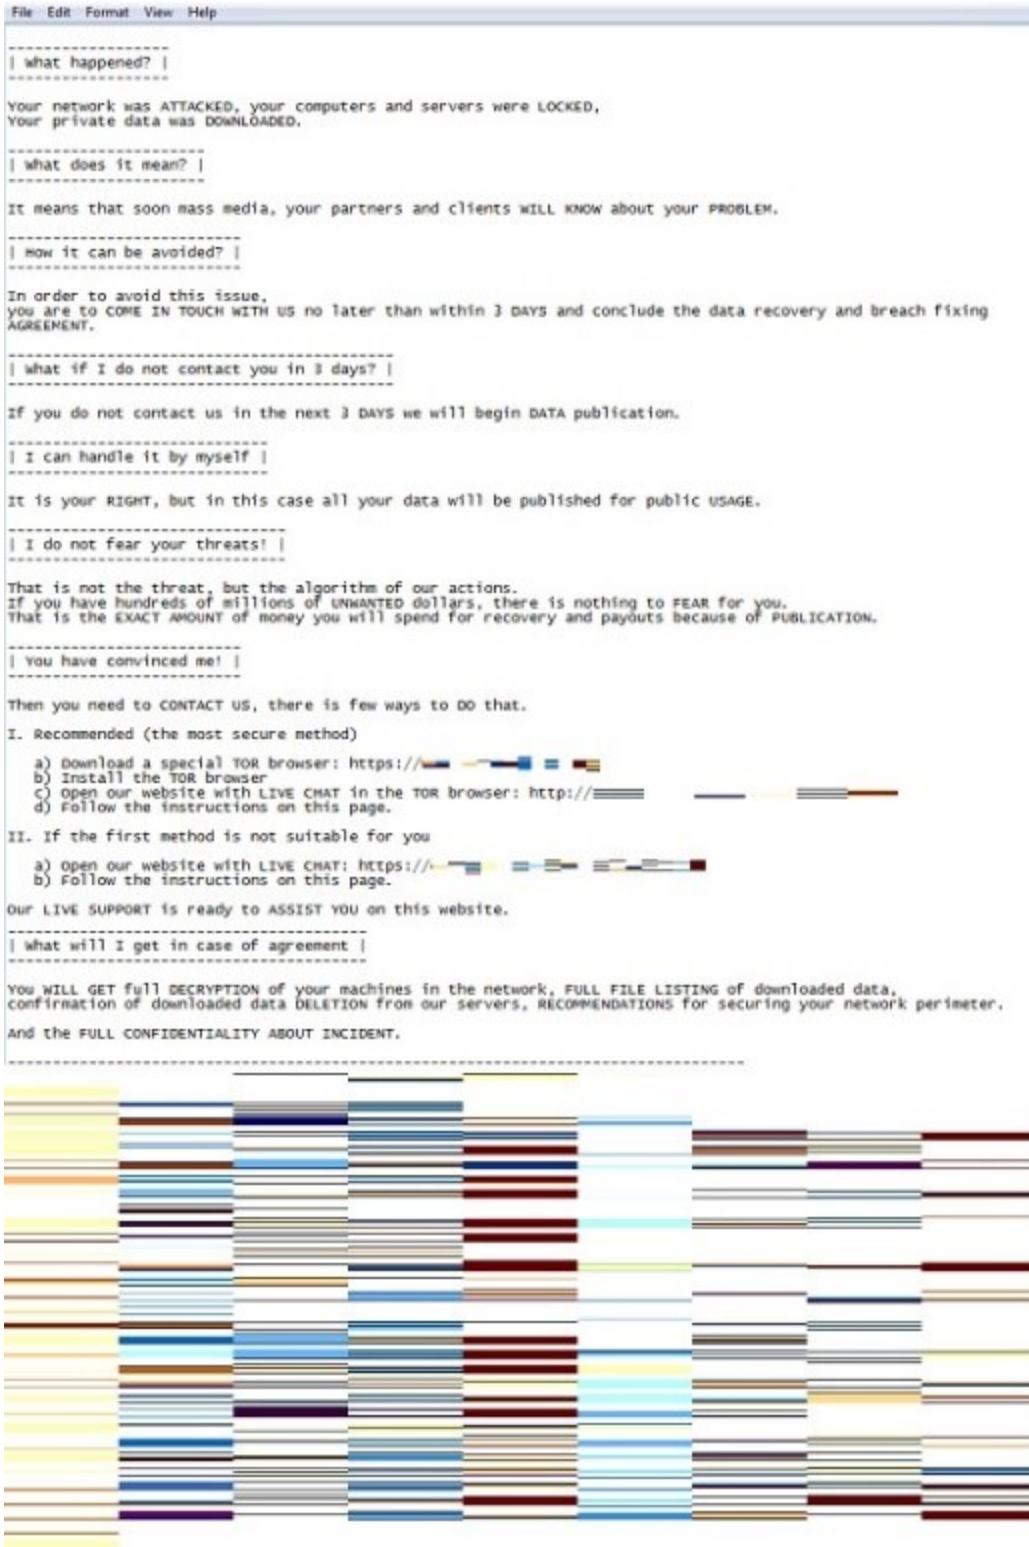 File Edit Format View Help
------------------
| What happened? |
------------------
Your network was ATTACKED, your computers and servers were LOCKED,
Your private data was DOWNLOADED.
----------------------
| What does it mean? |
----------------------
It means that soon mass media, your partners and clients WILL KNOW about your PROBLEM.
--------------------------
| How it can be avoided? |
--------------------------
In order to avoid this issue,
you are to COME IN TOUCH WITH US no later than within 3 DAYS and conclude the data recovery and breach fixing
AGREEMENT.
-------------------------------------------
| What if I do not contact you in 3 days? |
-------------------------------------------
If you do not contact us in the next 3 DAYS we will begin DATA publication.
-----------------------------
| I can handle it by myself |
-----------------------------
It is your RIGHT, but in this case all your data will be published for public USAGE.
-------------------------------
| I do not fear your threats! |
-------------------------------
That is not the threat, but the algorithm of our actions.
If you have hundreds of millions of UNWANTED dollars, there is nothing to FEAR for you.
That is the EXACT AMOUNT of money you will spend for recovery and payouts because of PUBLICATION.
--------------------------
| You have convinced me! |
--------------------------
Then you need to CONTACT US, there is few ways to DO that.
I. Recommended (the most secure method)
a) Download a special TOR browser: https://
b) Install the TOR browser
c) Open our website with LIVE CHAT in the TOR browser: http://
d) Follow the instructions on this page.
II. If the first method is not suitable for you
a) Open our website with LIVE CHAT: https://
b) Follow the instructions on this page.
Our LIVE SUPPORT is ready to ASSIST YOU on this website.
----------------------------------------
| What will I get in case of agreement |
----------------------------------------
You WILL GET full DECRYPTION of your machines in the network, FULL FILE LISTING of downloaded data,
confirmation of downloaded data DELETION from our servers, RECOMMENDATIONS for securing your network perimeter.
And the FULL CONFIDENTIALITY ABOUT INCIDENT.
----------------------------------------------------------------------------------